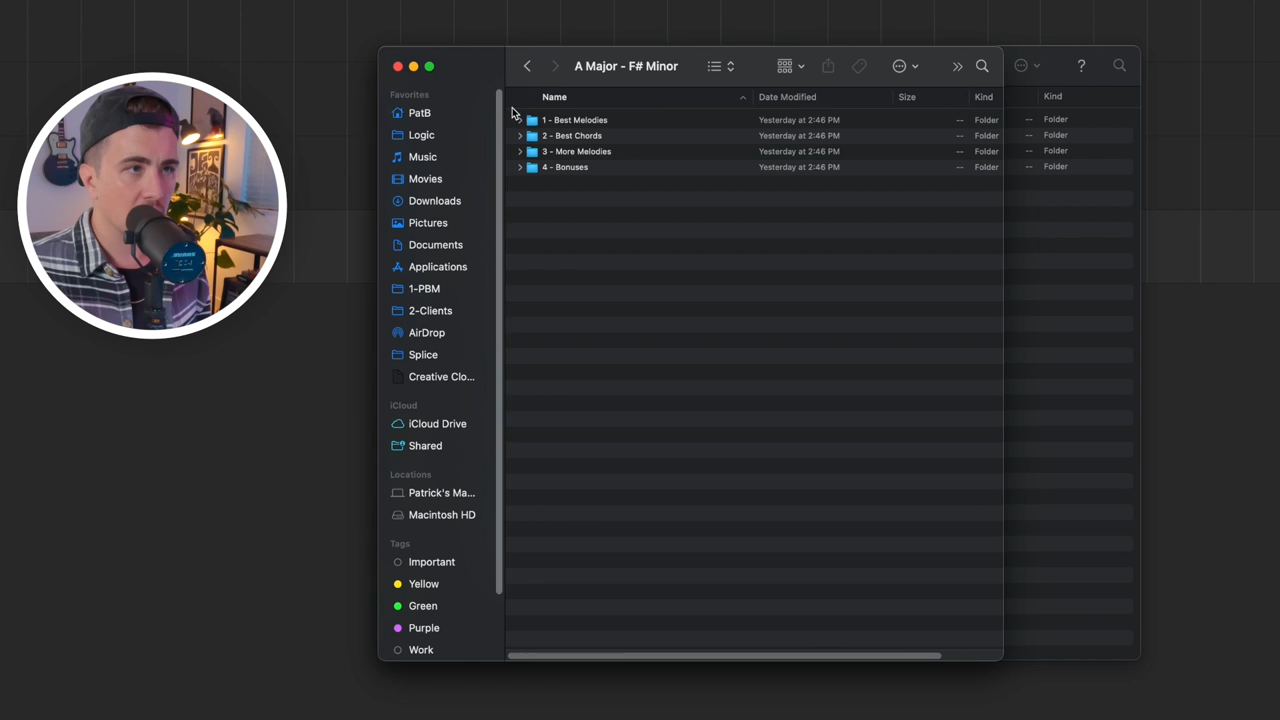 A Major - F# Minor
Favorites
PatB
Logic
Music
Movies
Downloads
Pictures
Documents
Applications
1-PBM
2-Clients
AirDrop
Splice
Creative Clo...
iCloud
iCloud Drive
Shared
Locations
Patrick's Ma...
Macintosh HD
Tags
Important
Yellow
Green
Purple
Work
Name Date Modified Size Kind Kind
1 - Best Melodies Yesterday at 2:46 PM -- Folder -- Folder
2 - Best Chords Yesterday at 2:46 PM -- Folder -- Folder
3 - More Melodies Yesterday at 2:46 PM -- Folder -- Folder
4 - Bonuses Yesterday at 2:46 PM -- Folder -- Folder